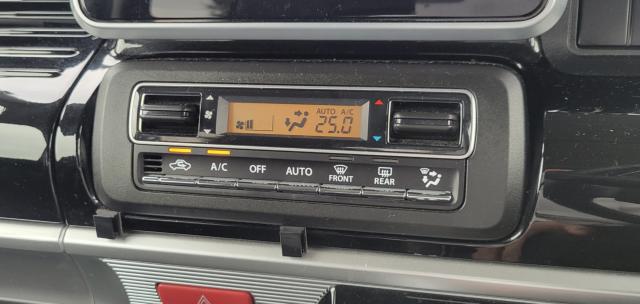 AUTO A/C
25.0
A/C OFF AUTO FRONT REAR